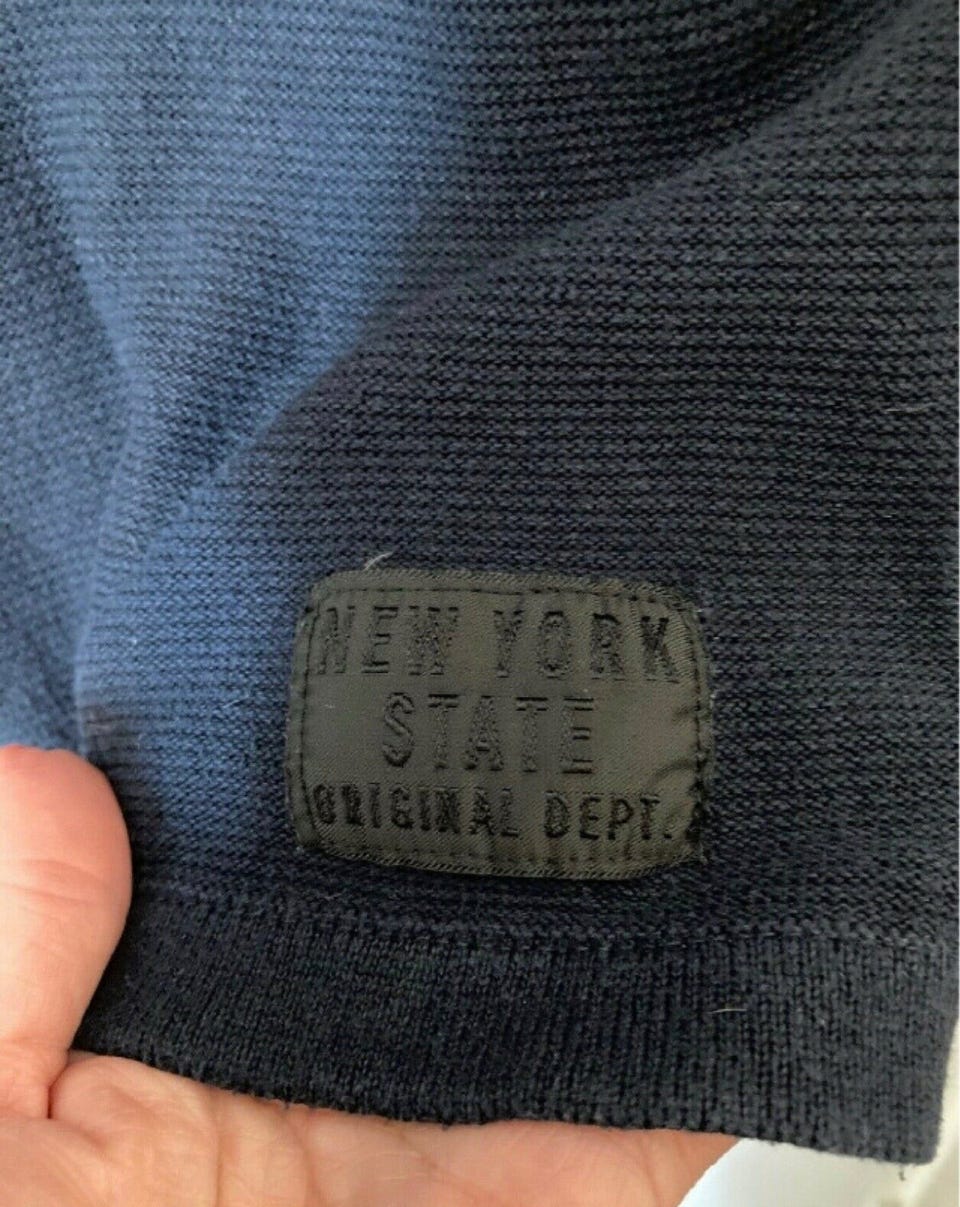 NEW YORK
STATE
ORIGINAL DEPT.